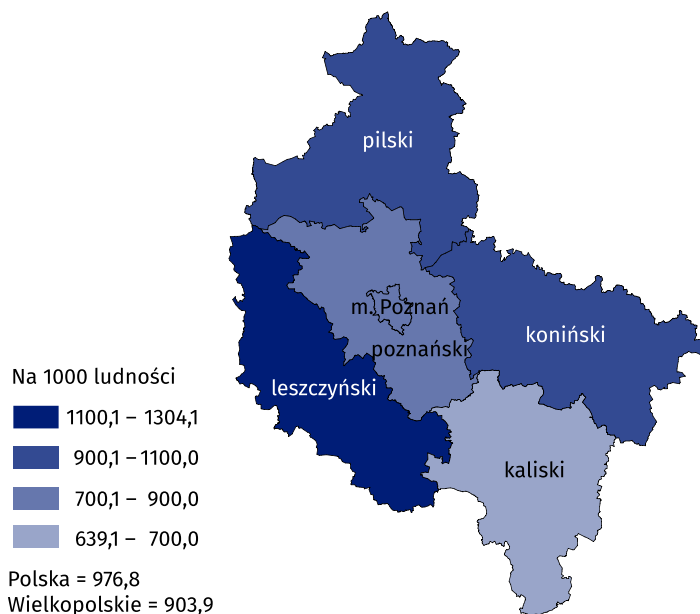 pilski
m. Poznań
koniński
poznański
leszczyński
kaliski
Na 1000 ludności
1100,1 – 1304,1
900,1 – 1100,0
700,1 – 900,0
639,1 – 700,0
Polska = 976,8
Wielkopolskie = 903,9